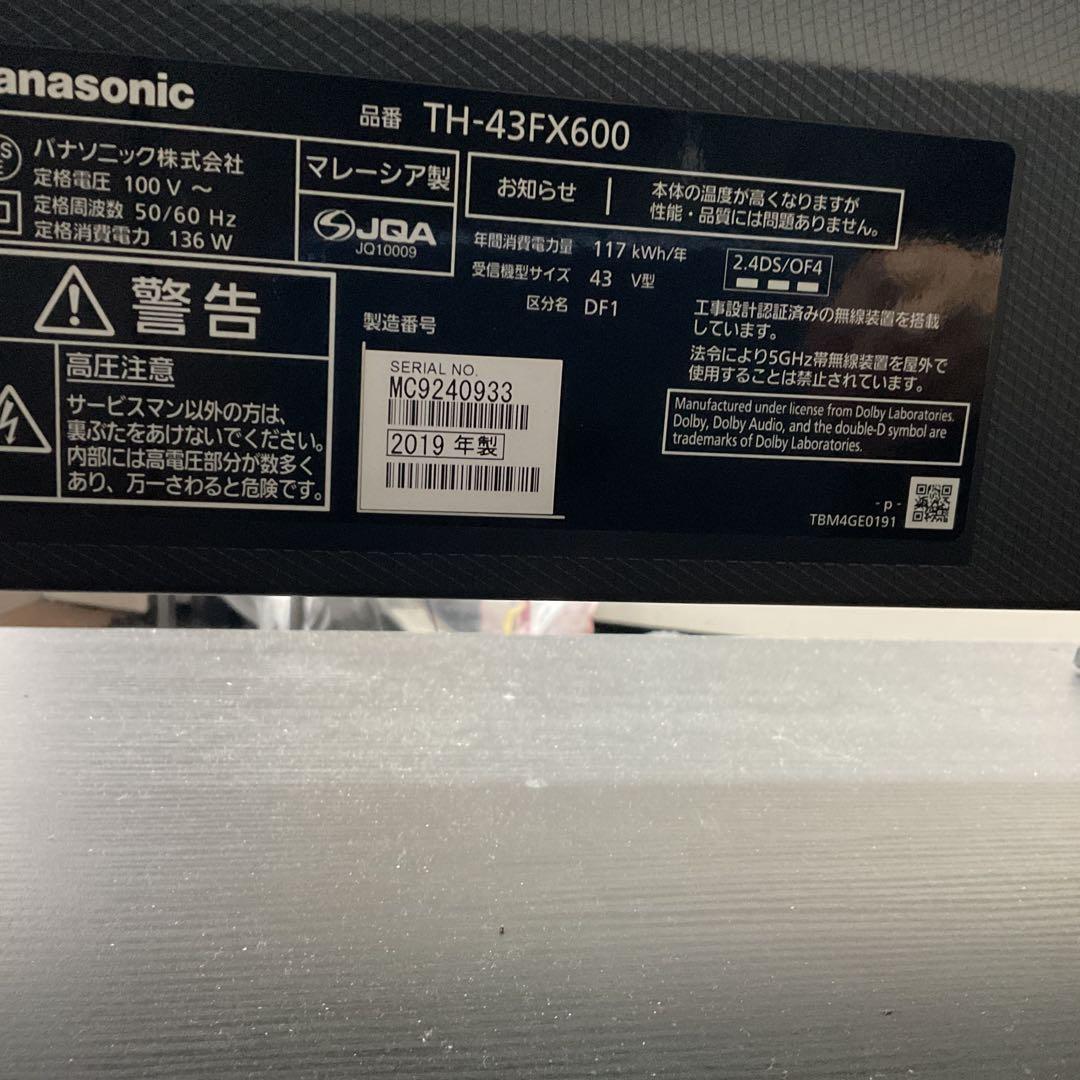 anasonic
品番 TH-43FX600
パナソニック株式会社
定格電圧 100 V ～
定格周波数 50/60 Hz
定格消費電力 136 W
マレーシア製
JQA
JQ10009
お知らせ
本体の温度が高くなりますが
性能・品質には問題ありません。
年間消費電力量 117 kWh/年
受信機型サイズ 43 V型
区分名 DF1
2.4DS/OF4
工事設計認証済みの無線装置を搭載
しています。
法令により5GHz帯無線装置を屋外で
使用することは禁止されています。
Manufactured under license from Dolby Laboratories.
Dolby, Dolby Audio, and the double-D symbol are
trademarks of Dolby Laboratories.
警告
高圧注意
サービスマン以外の方は、
裏ぶたをあけないでください。
内部には高電圧部分が数多く
あり、万一さわると危険です。
製造番号
SERIAL NO.
MC9240933
2019 年製
- p -
TBM4GE0191